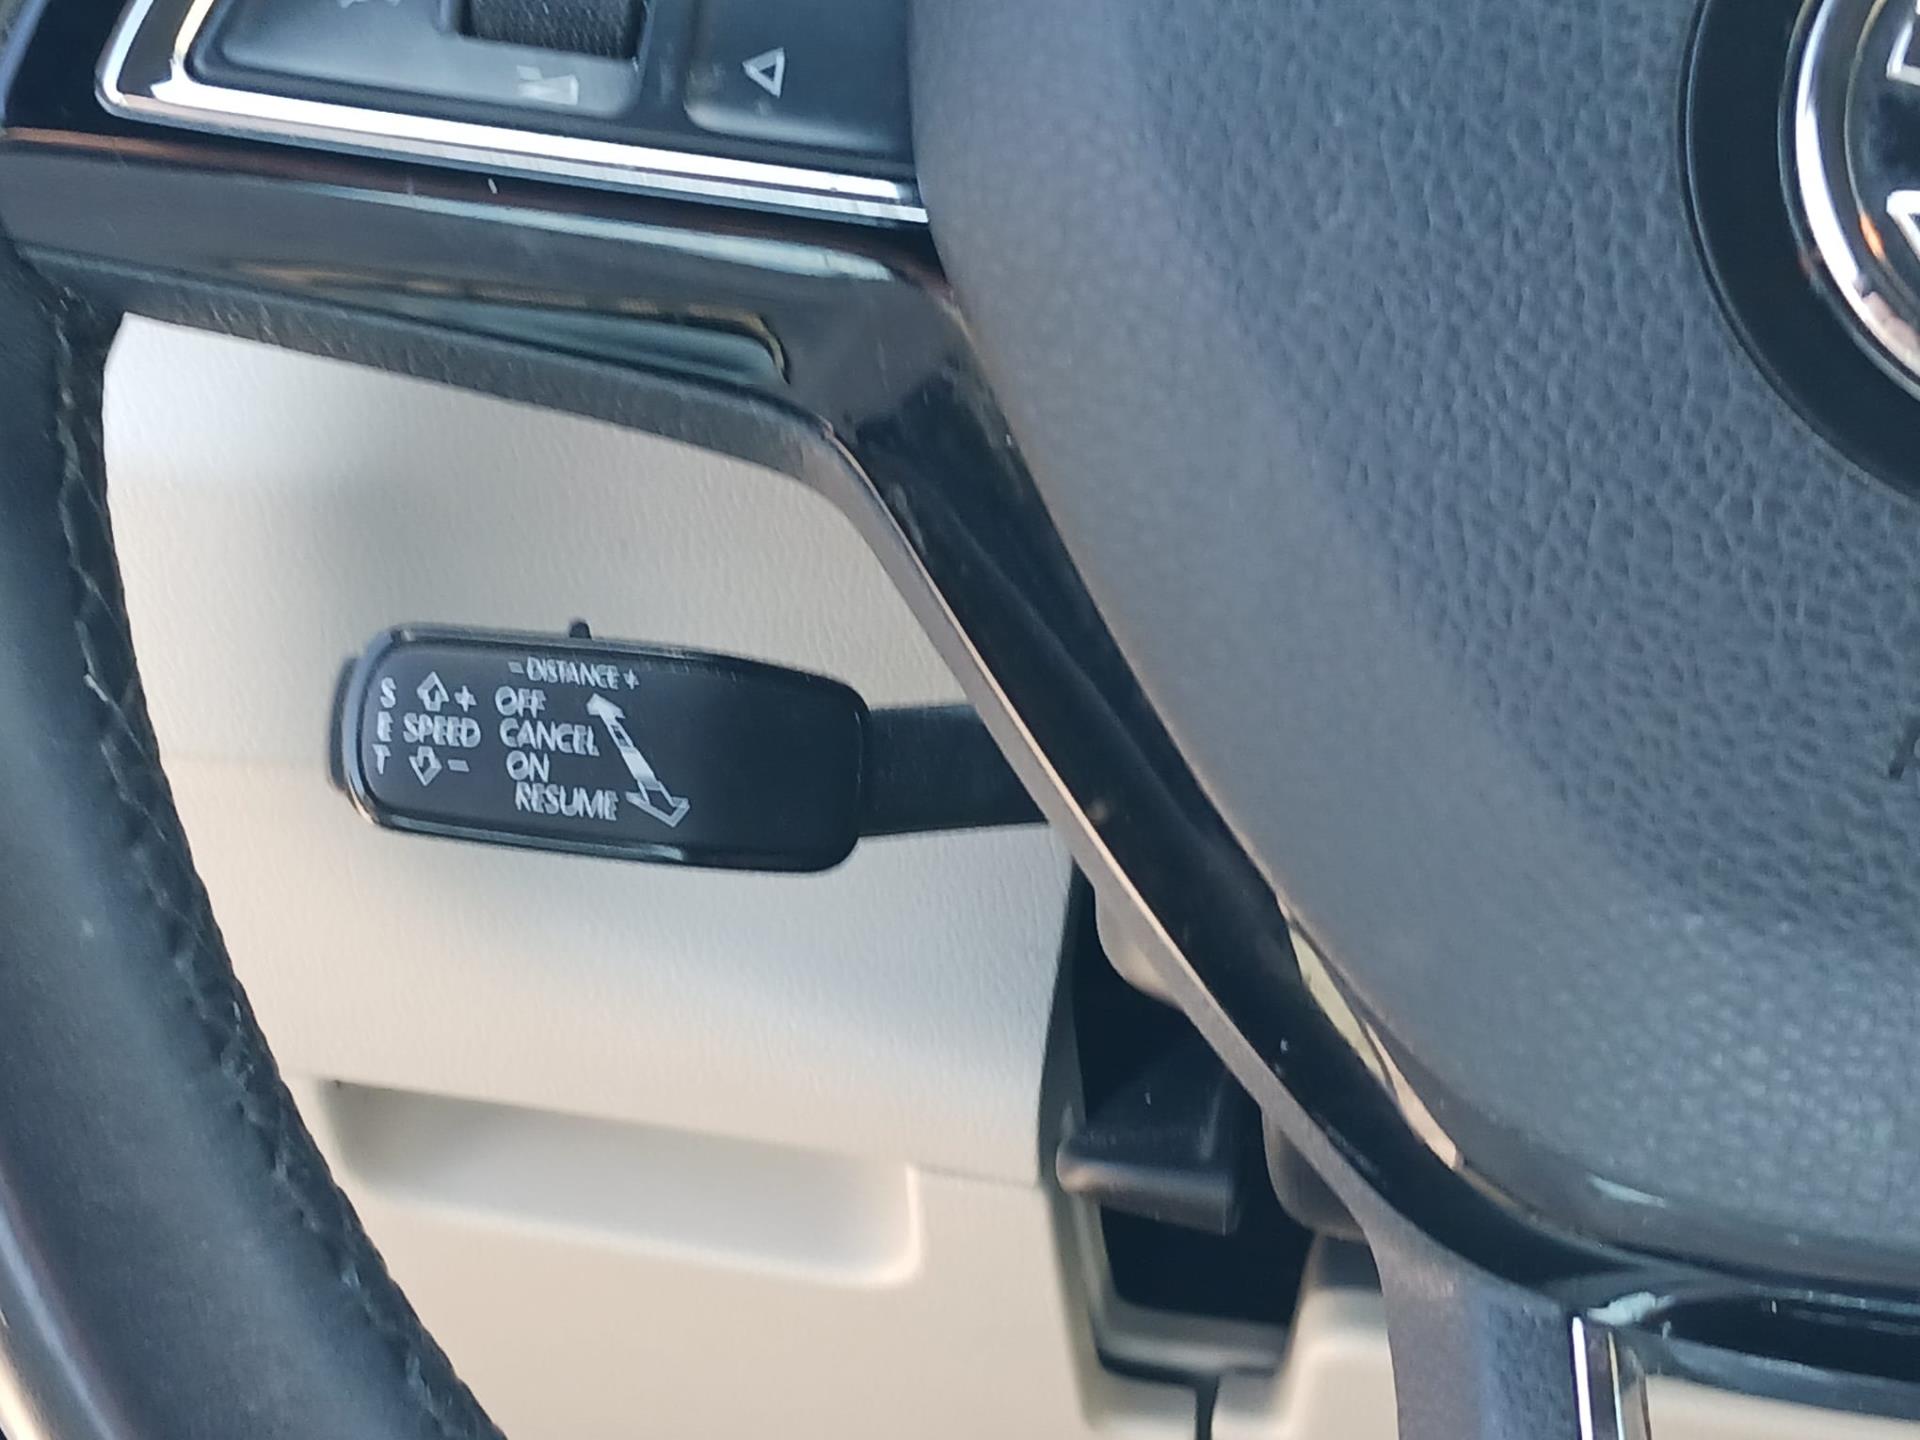 - DISTANCE +
S + OFF
E SPEED CANCEL
T - ON
RESUME